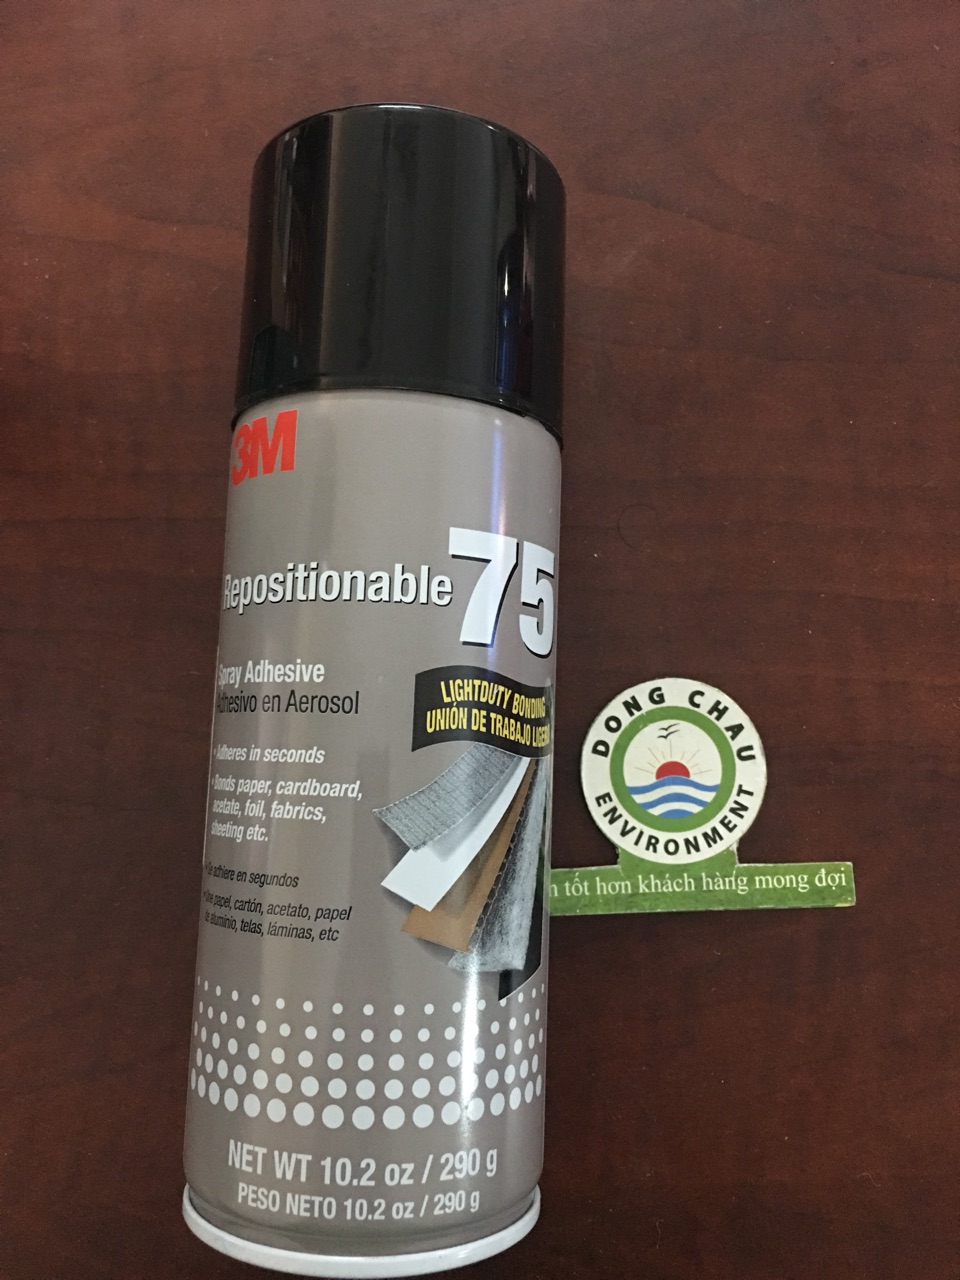 3M
Repositionable 75
Spray Adhesive
Adhesivo en Aerosol
LIGHTDUTY BONDING
UNIÓN DE TRABAJO LIGERO
• Adheres in seconds
• Bonds paper, cardboard,
acetate, foil, fabrics,
sheeting etc.
• Se adhiere en segundos
• Une papel, cartón, acetato, papel
de aluminio, telas, láminas, etc
NET WT 10.2 oz / 290 g
PESO NETO 10.2 oz / 290 g
DONG CHAU
ENVIRONMENT
tốt hơn khách hàng mong đợi